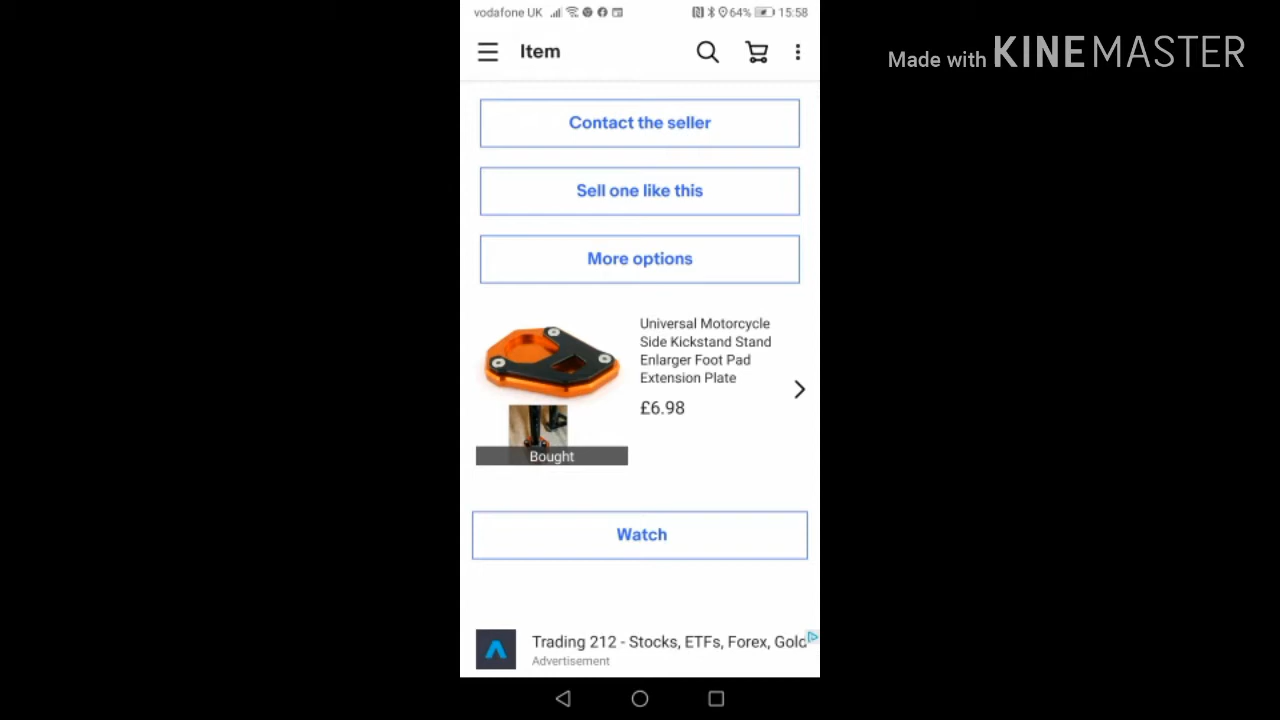 vodafone UK 64% 15:58
Item
Made with KINEMASTER
Contact the seller
Sell one like this
More options
Universal Motorcycle
Side Kickstand Stand
Enlarger Foot Pad
Extension Plate
£6.98
Bought
Watch
Trading 212 - Stocks, ETFs, Forex, Gold
Advertisement